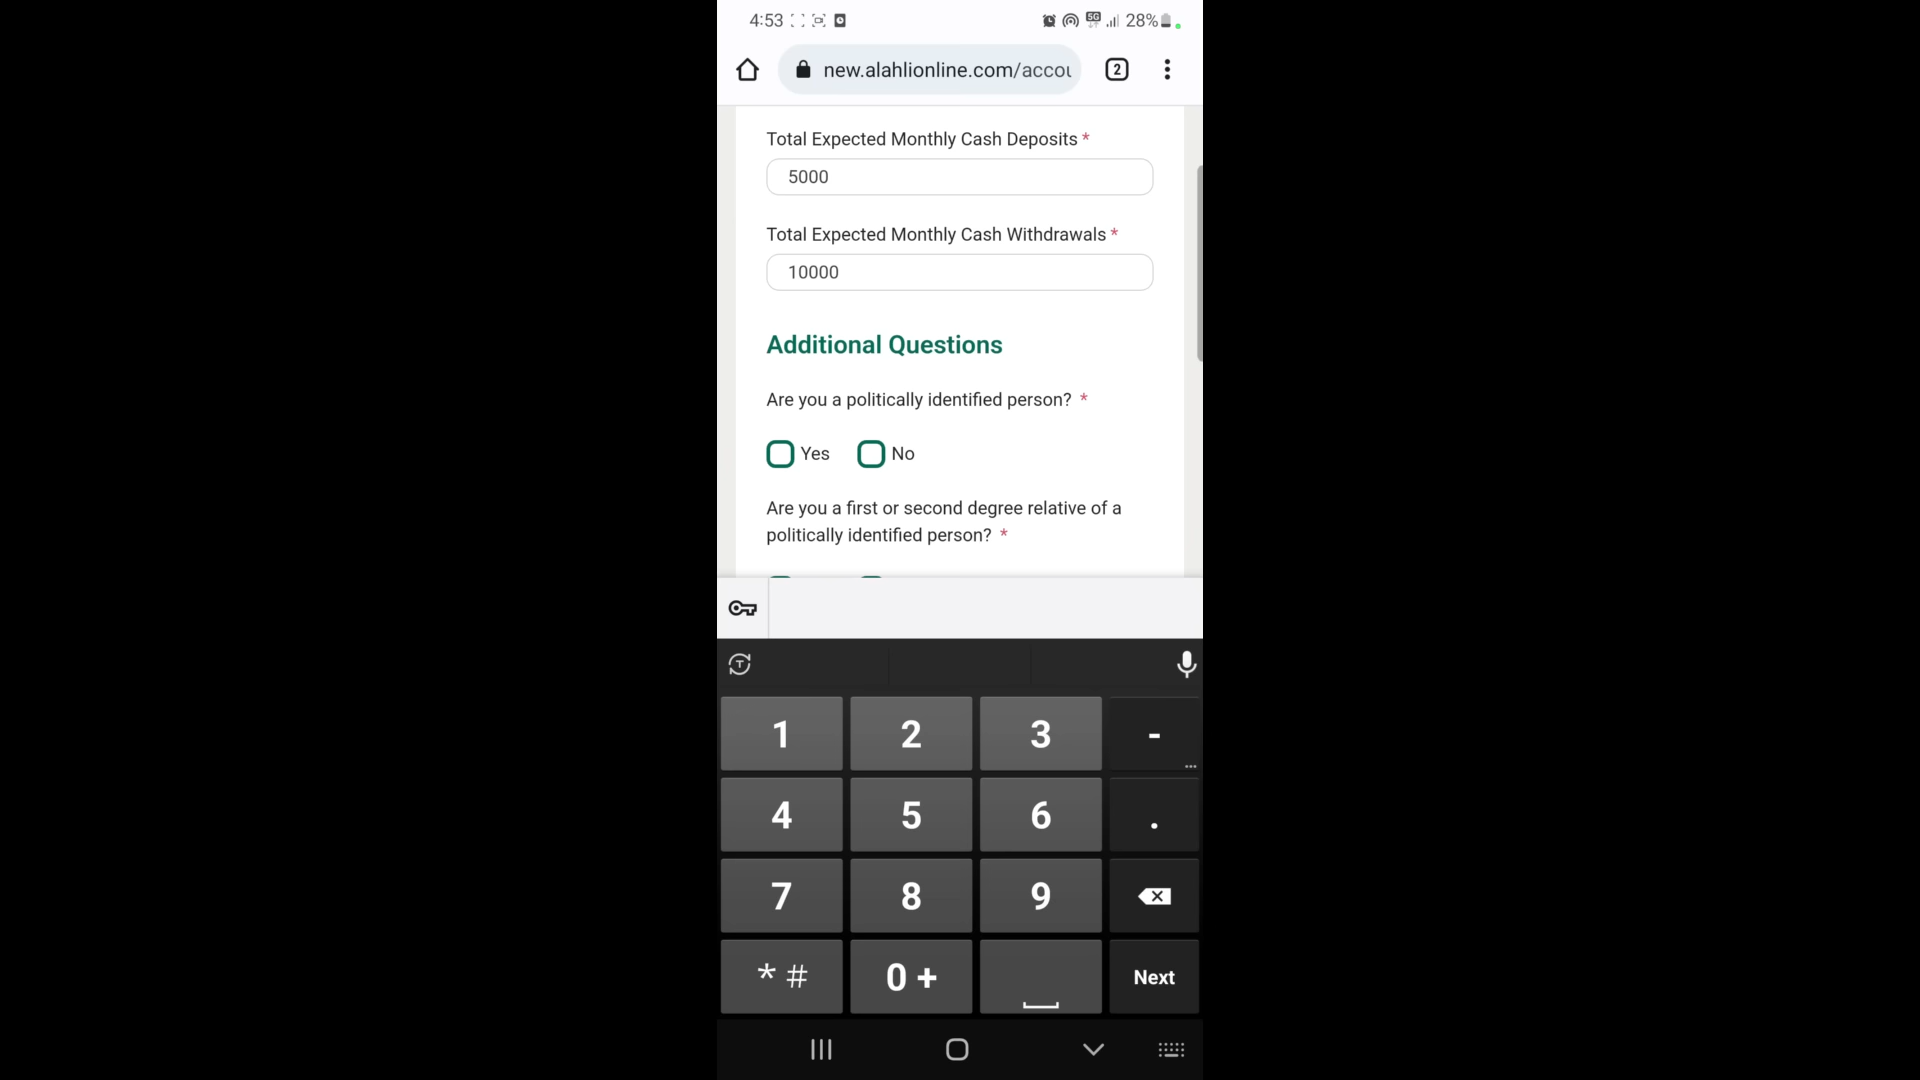 4:53
5G
28%
new.alahlionline.com/accou
2
Total Expected Monthly Cash Deposits *
5000
Total Expected Monthly Cash Withdrawals *
10000
Additional Questions
Are you a politically identified person? *
Yes No
Are you a first or second degree relative of a
politically identified person? *
T
1 2 3 -
...
4 5 6 .
7 8 9
* # 0 + Next